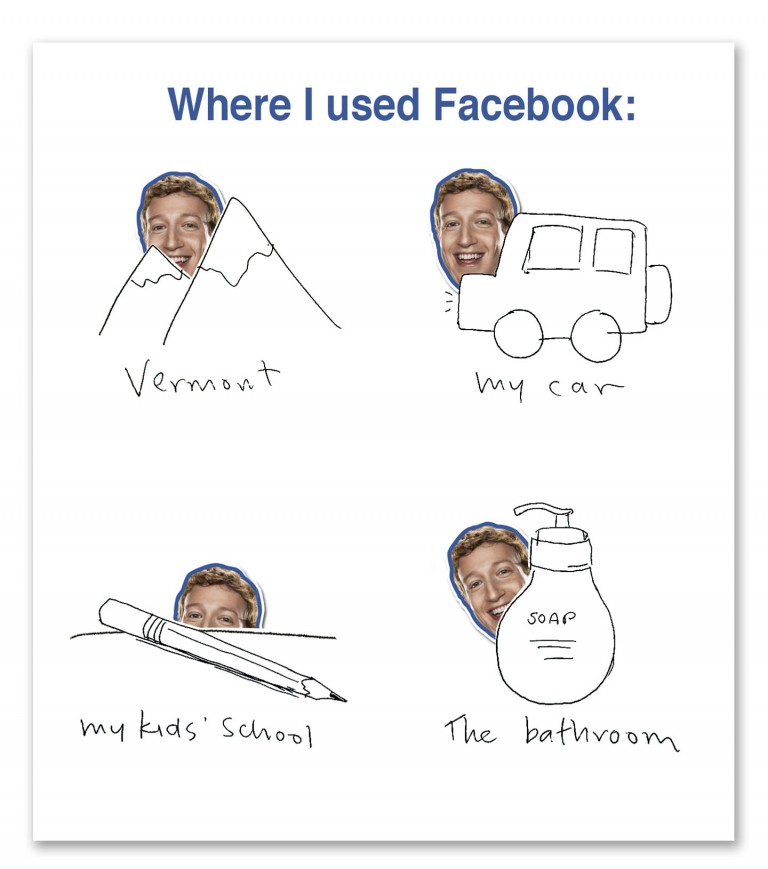 Where I used Facebook:
Vermont
my car
SOAP
my kids' school
The bathroom